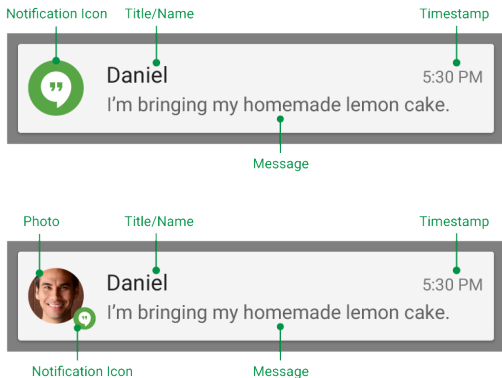 Notification Icon Title/Name Timestamp
Daniel 5:30 PM
I'm bringing my homemade lemon cake.
Message
Photo Title/Name Timestamp
Daniel 5:30 PM
I'm bringing my homemade lemon cake.
Notification Icon Message